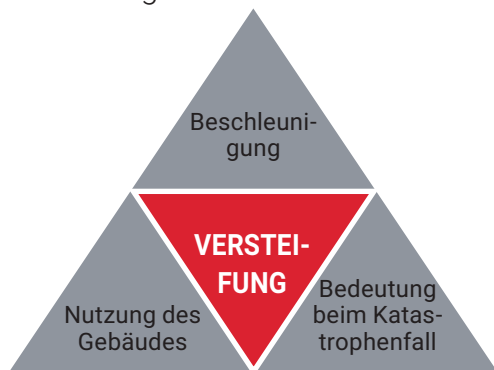 Beschleuni-
gung
VERSTEI-
FUNG
Nutzung des
Gebäudes
Bedeutung
beim Katas-
trophenfall